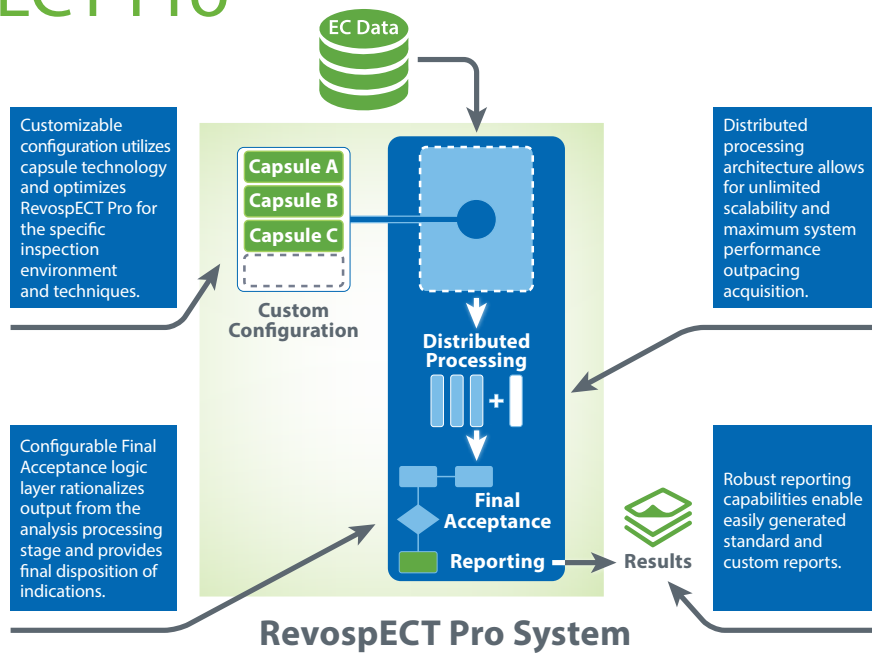 EC Data
Customizable
configuration utilizes
capsule technology
and optimizes
RevospECT Pro for
the specific
inspection
environment
and techniques.
Capsule A
Capsule B
Capsule C
Custom
Configuration
Distributed
processing
architecture allows
for unlimited
scalability and
maximum system
performance
outpacing
acquisition.
Distributed
Processing
+
Configurable Final
Acceptance logic
layer rationalizes
output from the
analysis processing
stage and provides
final disposition of
indications.
Final
Acceptance
Reporting
Results
Robust reporting
capabilities enable
easily generated
standard and
custom reports.
RevospECT Pro System